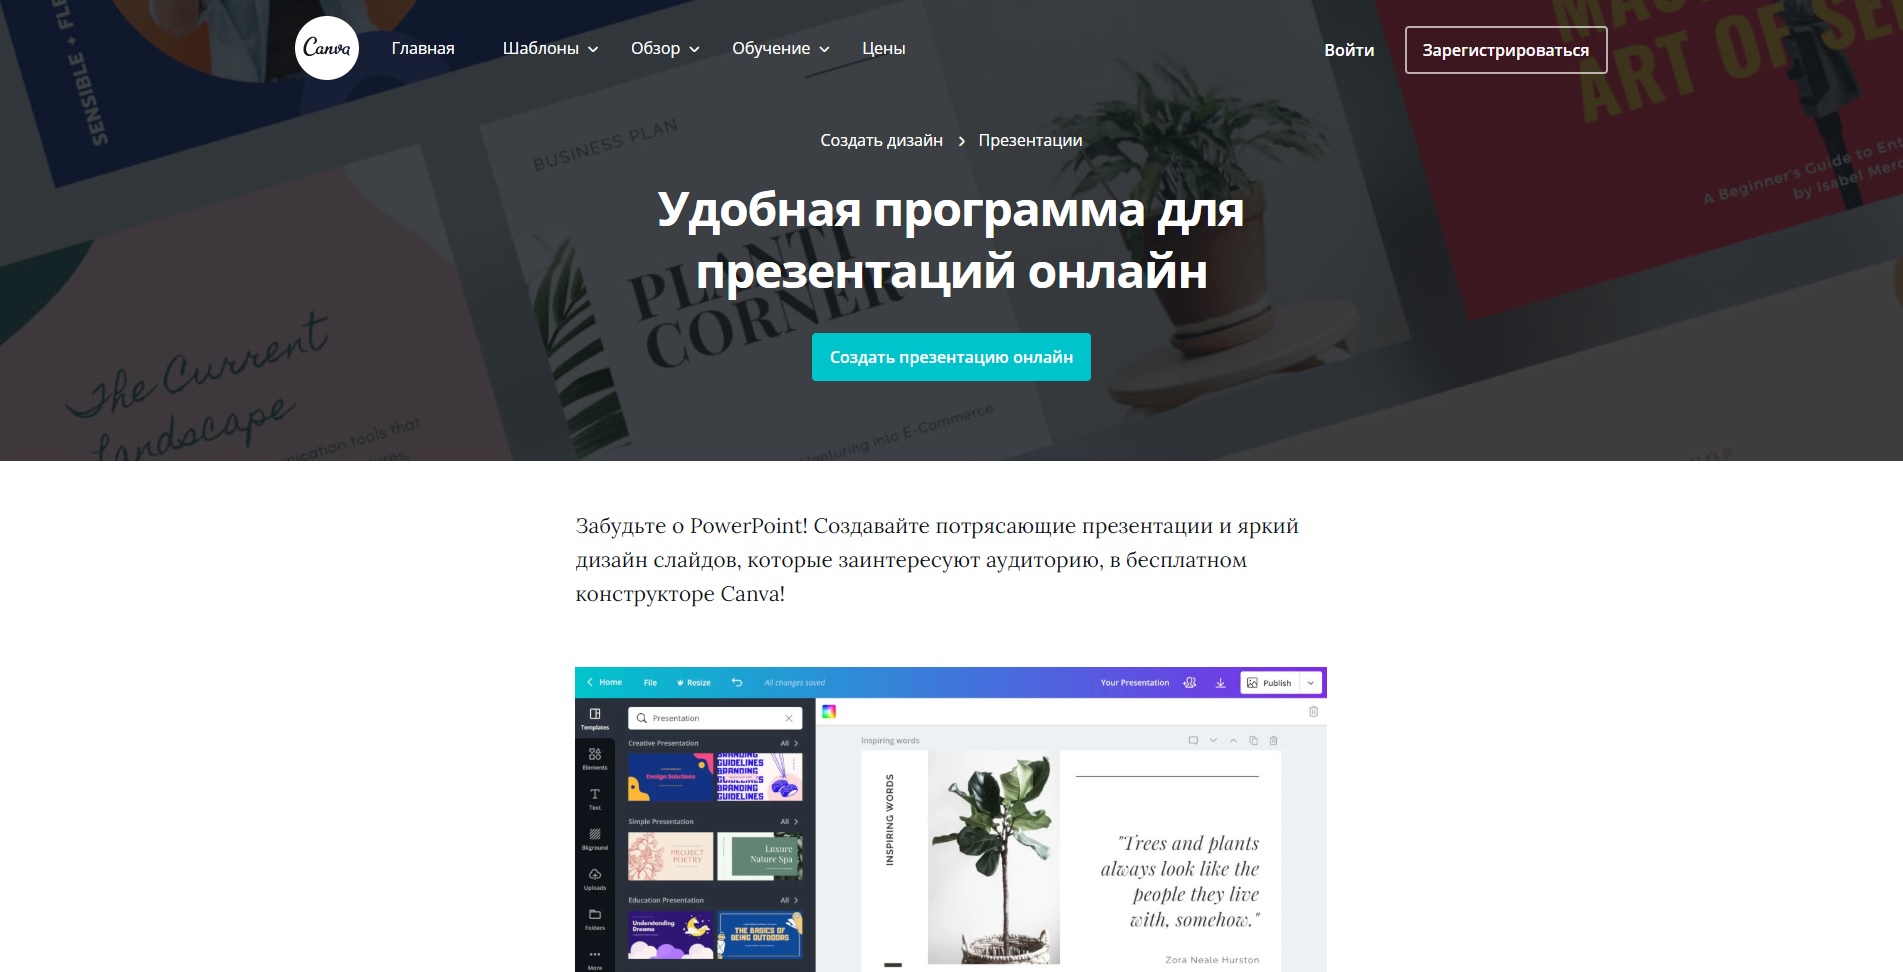 Canva
Главная
Шаблоны
Обзор
Обучение
Цены
Войти
Зарегистрироваться
SENSIBLE + FLE
BUSINESS PLAN
ART OF SE
A Beginner's Guide to Ent
by Isabel Merc
Создать дизайн > Презентации
Удобная программа для
презентаций онлайн
PLANT
CORNER
The Current
Landscape
Создать презентацию онлайн
Venturing into E-Commerce
ication tools that
Забудьте о PowerPoint! Создавайте потрясающие презентации и яркий
дизайн слайдов, которые заинтересуют аудиторию, в бесплатном
конструкторе Canva!
Home
File
Resize
All changes saved
Your Presentation
Publish
Templates
Elements
Text
Bkground
Uploads
Folders
More
Presentation
Creative Presentation
All
Design Solutions
BRANDING
GUIDELINES
BRANDING
GUIDELINES
BRANDING
GUIDELINES
Simple Presentation
All
PROJECT
POETRY
Luxure
Nature Spa
Education Presentation
All
Understanding
Dreams
THE BASICS OF
BEING OUTDOORS
Inspiring words
INSPIRING WORDS
"Trees and plants
always look like the
people they live
with, somehow."
Zora Neale Hurston